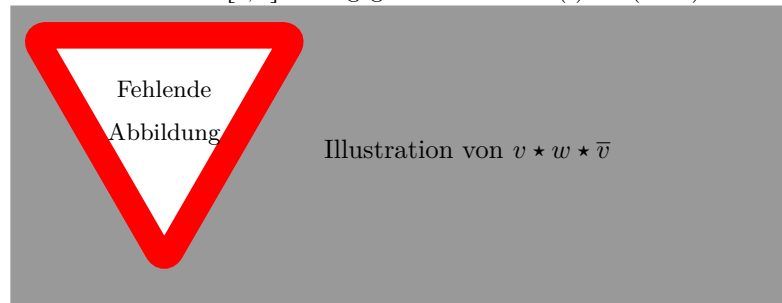 Fehlende
Abbildung
Illustration von v ⋆ w ⋆ v̅